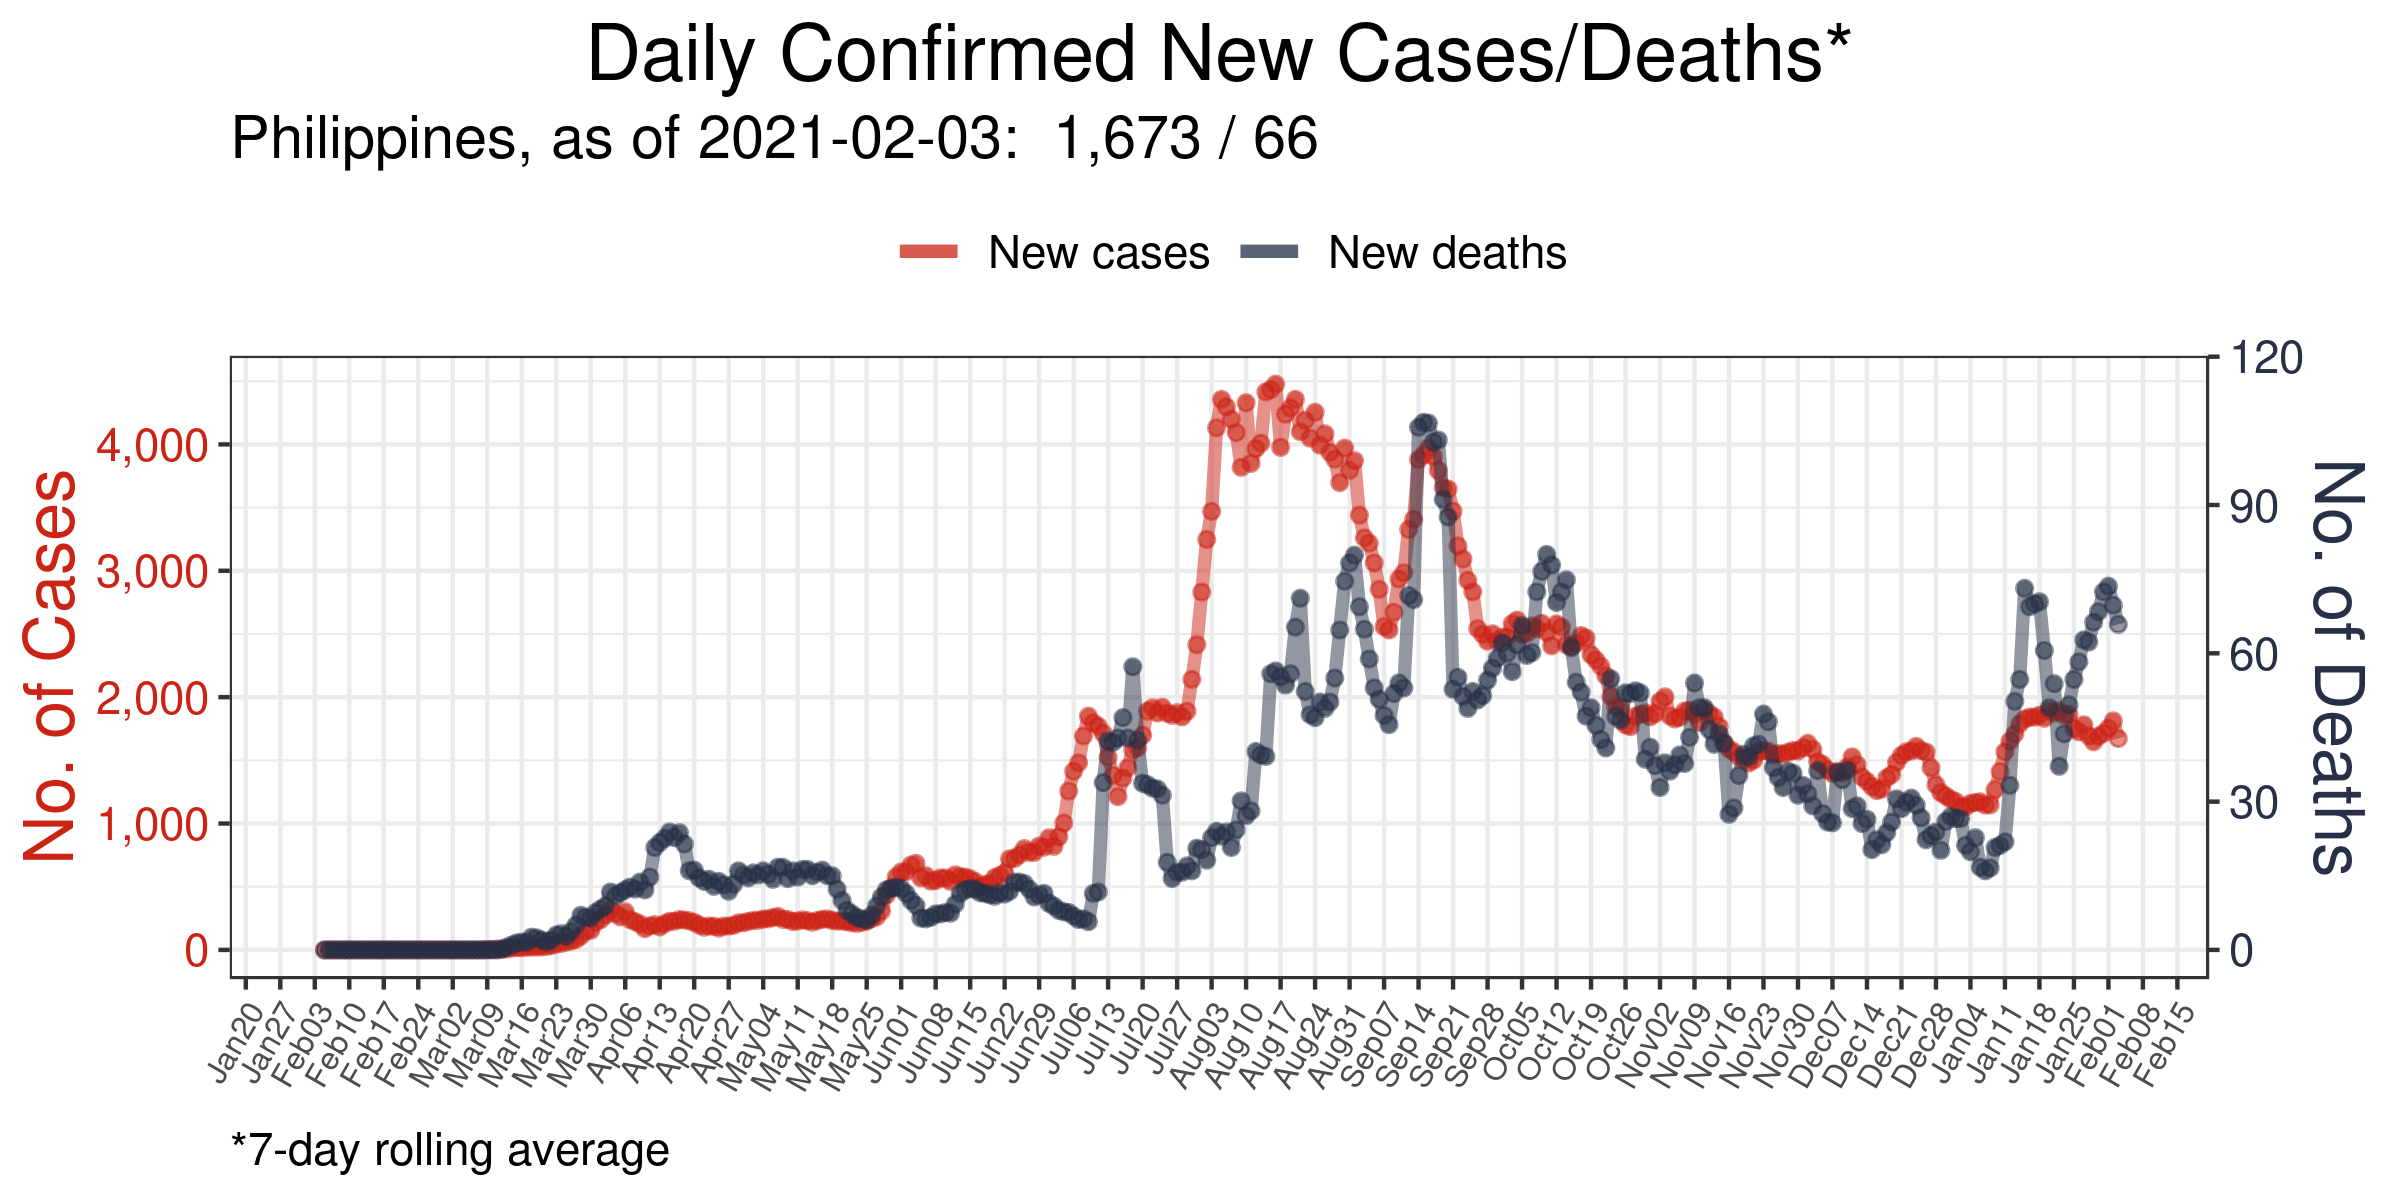 Daily Confirmed New Cases/Deaths*
Philippines, as of 2021-02-03:  1,673 / 66
New cases
New deaths
No. of Cases
4,000
3,000
2,000
1,000
0
120
90
60
30
0
No. of Deaths
Jan20
Jan27
Feb03
Feb10
Feb17
Feb24
Mar02
Mar09
Mar16
Mar23
Mar30
Apr06
Apr13
Apr20
Apr27
May04
May11
May18
May25
Jun01
Jun08
Jun15
Jun22
Jun29
Jul06
Jul13
Jul20
Jul27
Aug03
Aug10
Aug17
Aug24
Aug31
Sep07
Sep14
Sep21
Sep28
Oct05
Oct12
Oct19
Oct26
Nov02
Nov09
Nov16
Nov23
Nov30
Dec07
Dec14
Dec21
Dec28
Jan04
Jan11
Jan18
Jan25
Feb01
Feb08
Feb15
*7-day rolling average